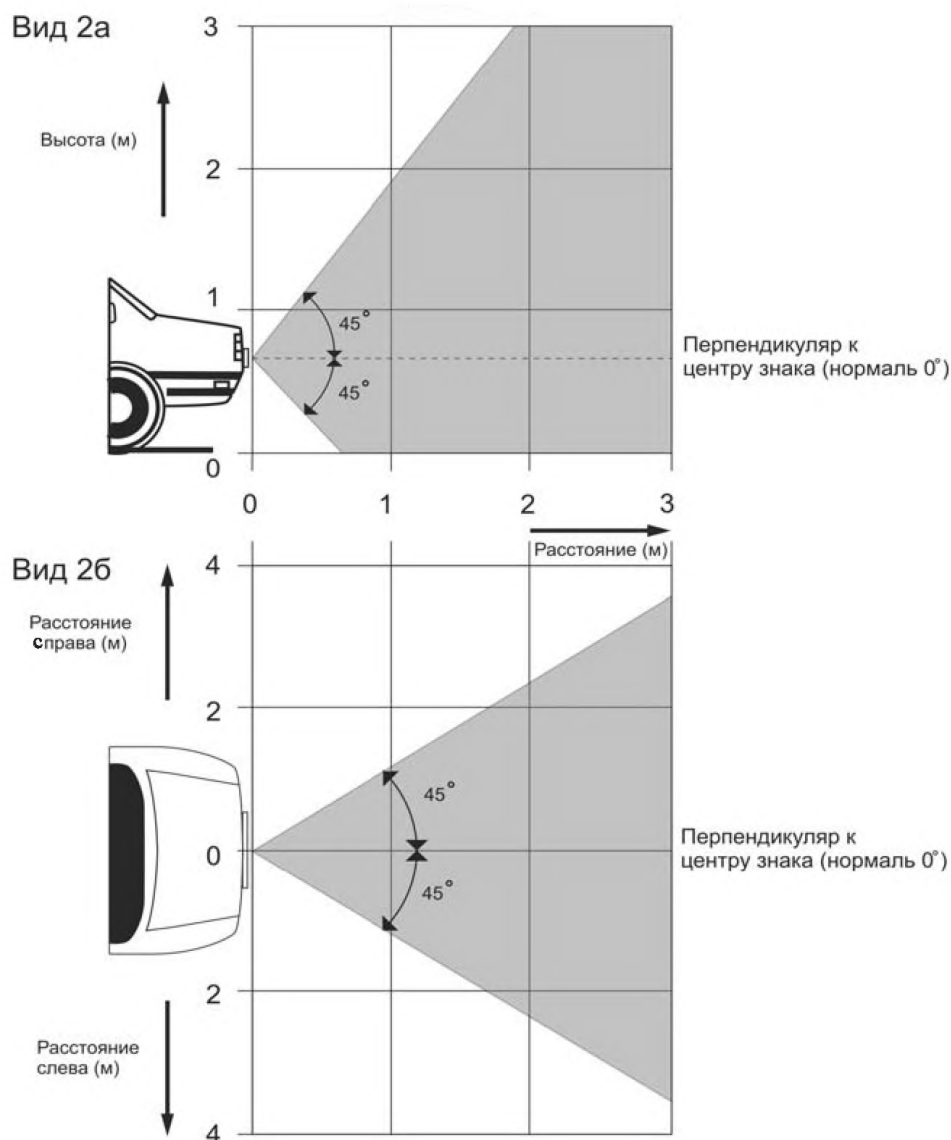 Вид 2а
3
Высота (м)
2
1
45°
45°
Перпендикуляр к
центру знака (нормаль 0°)
0
0
1
2
3
Расстояние (м)
Вид 2б
4
Расстояние
справа (м)
2
45°
0
45°
Перпендикуляр к
центру знака (нормаль 0°)
2
Расстояние
слева (м)
4